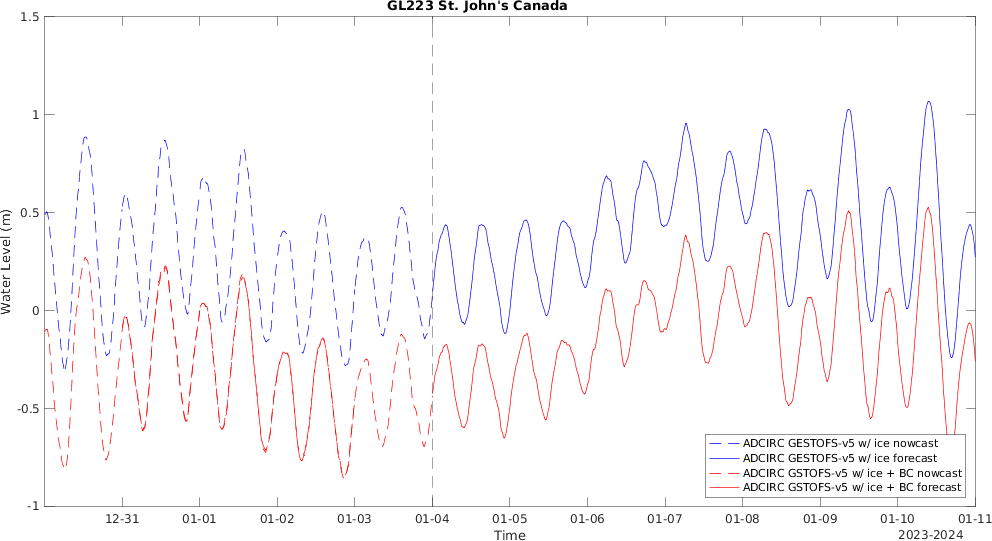 GL223 St. John's Canada
1.5
1
0.5
0
-0.5
-1
Water Level (m)
ADCIRC GESTOFS-v5 w/ ice nowcast
ADCIRC GESTOFS-v5 w/ ice forecast
ADCIRC GSTOFS-v5 w/ ice + BC nowcast
ADCIRC GSTOFS-v5 w/ ice + BC forecast
12-31 01-01 01-02 01-03 01-04 01-05 01-06 01-07 01-08 01-09 01-10 01-11
Time
2023-2024